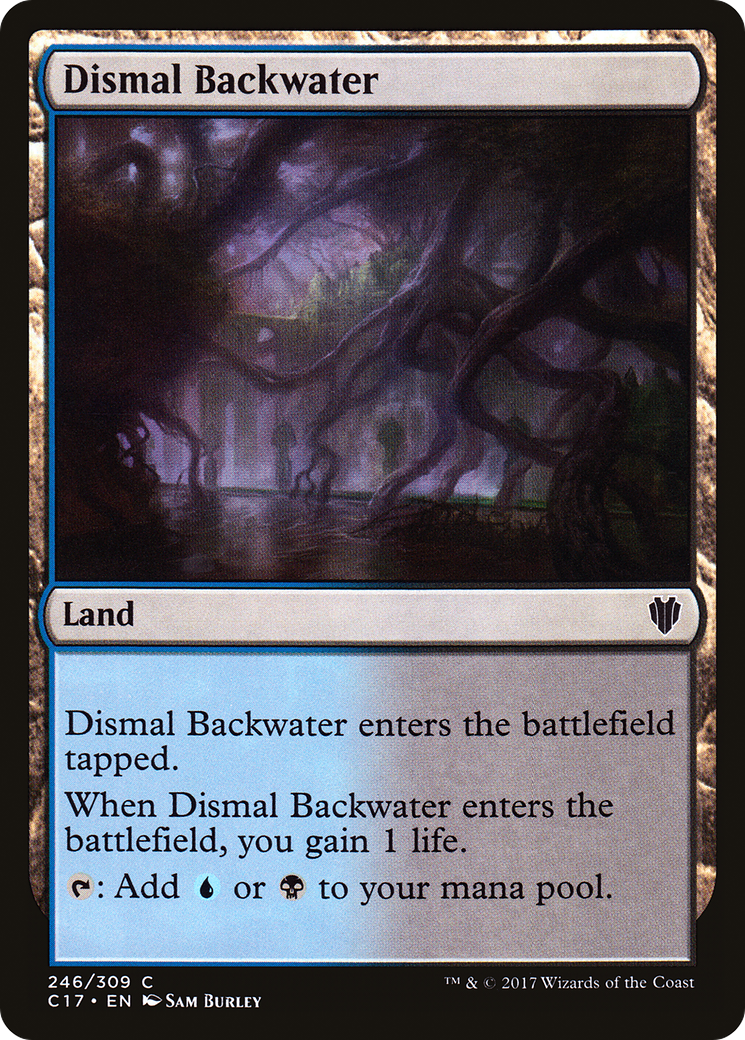 Dismal Backwater
Land
Dismal Backwater enters the battlefield
tapped.
When Dismal Backwater enters the
battlefield, you gain 1 life.
: Add or to your mana pool.
246/309 C
™ & © 2017 Wizards of the Coast
C17 • EN Sam Burley